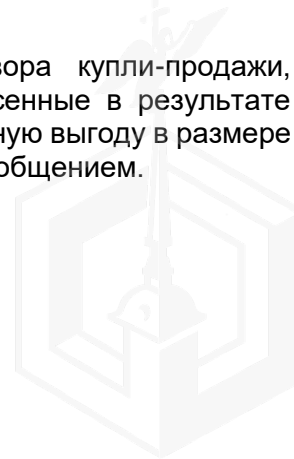 вора купли-продажи,
сенные в результате
ную выгоду в размере
общением.